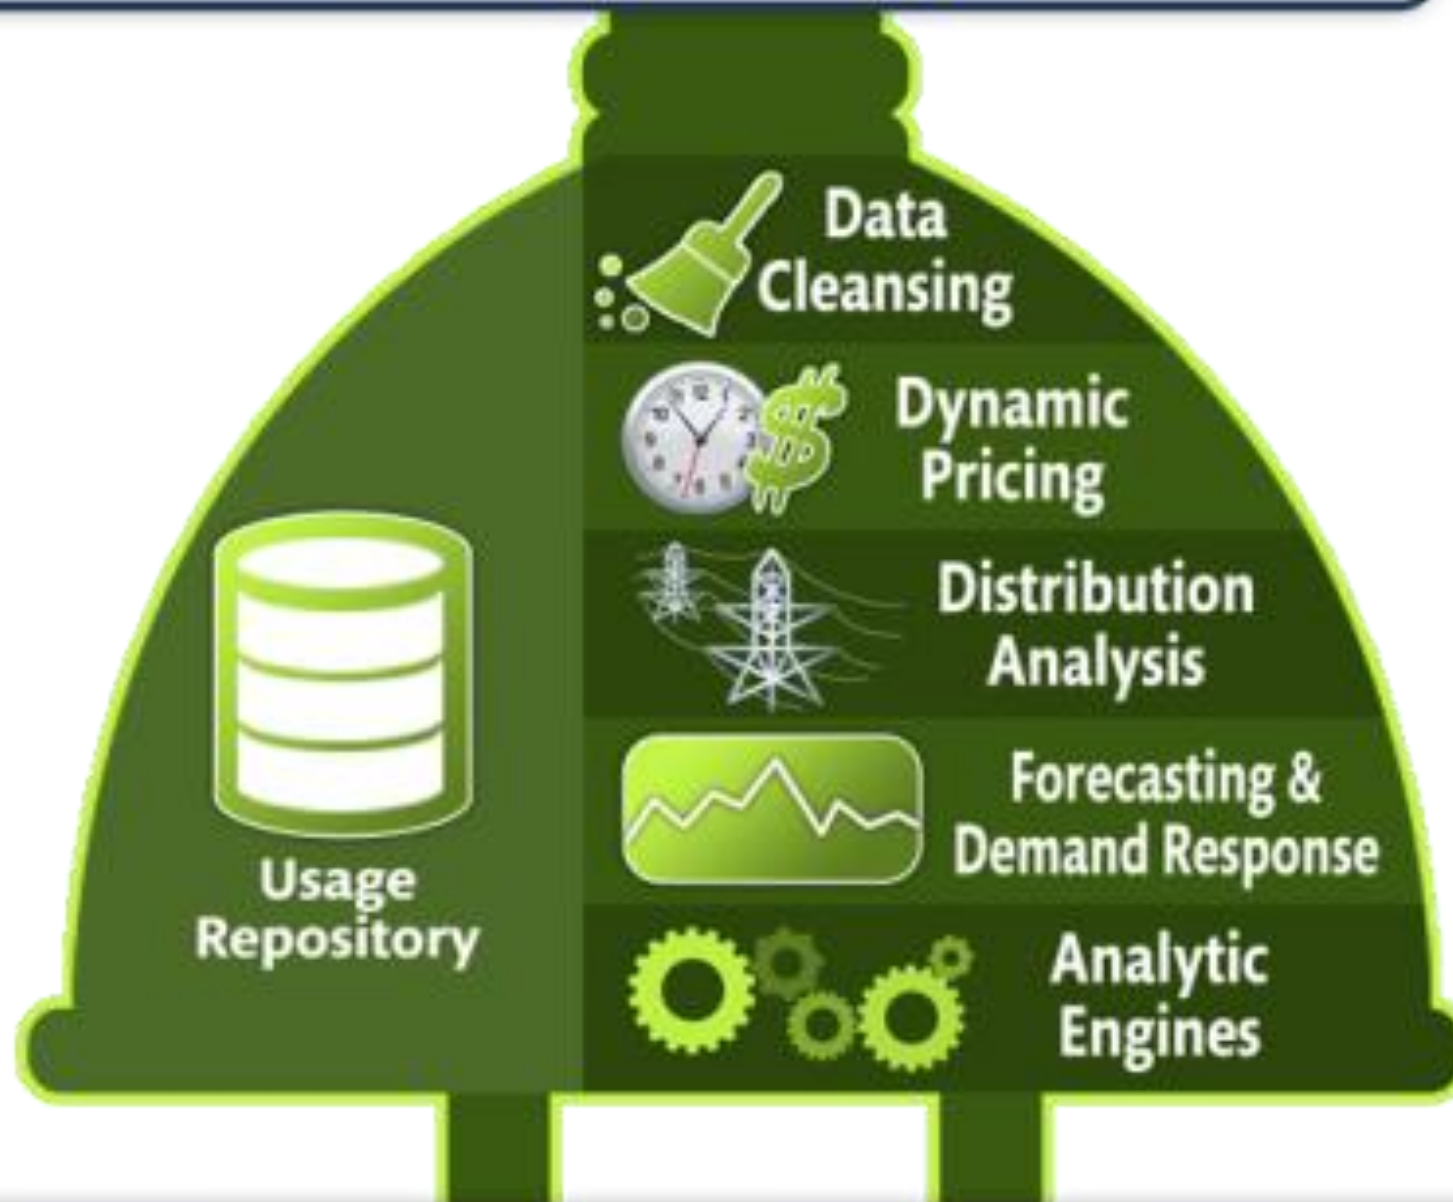 Data
Cleansing
Dynamic
Pricing
Distribution
Analysis
Forecasting &
Demand Response
Analytic
Engines
Usage
Repository